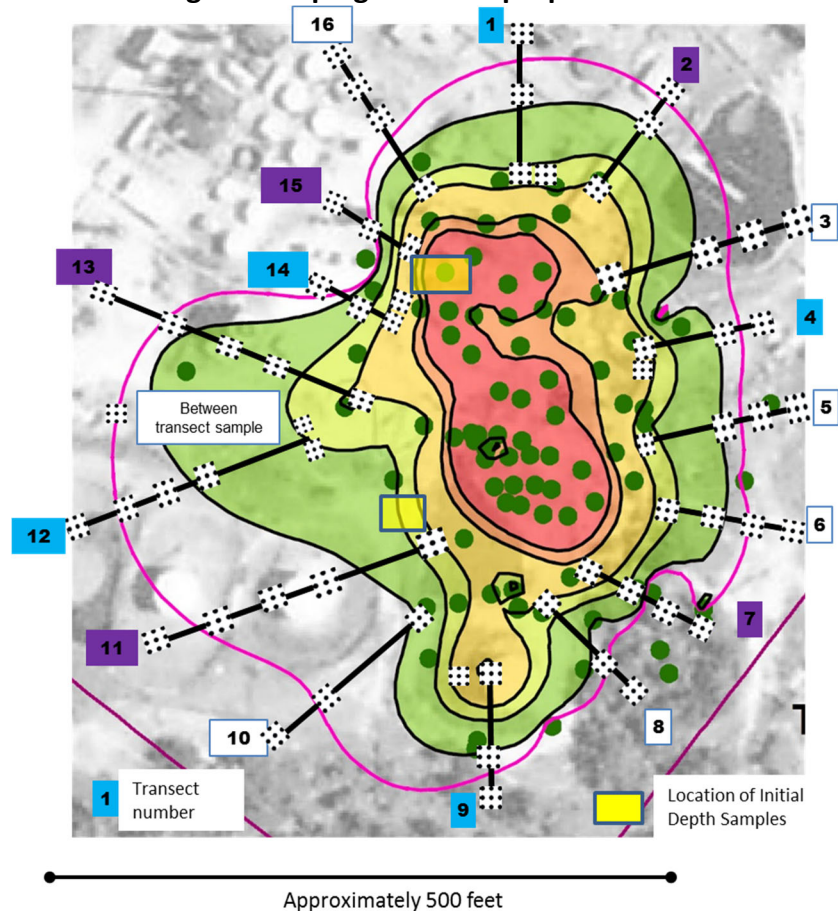 16
1
2
15
3
13
14
4
Between
transect sample
5
12
6
11
7
10
8
1
Transect
number
9
Location of Initial
Depth Samples
T
Approximately 500 feet